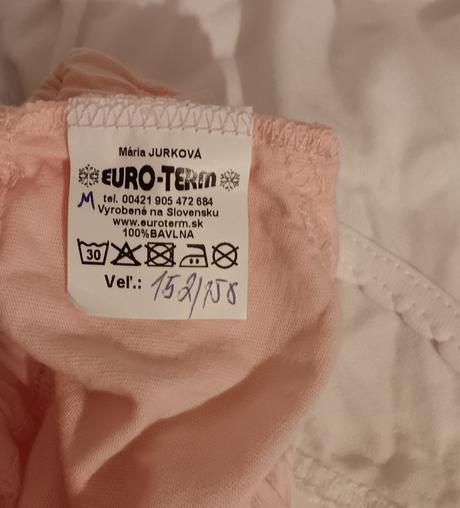 Mária JURKOVÁ
EURO-TERM
M tel. 00421 905 472 684
Vyrobené na Slovensku
www.euroterm.sk
100%BAVLNA
30
Veľ.: 152/158